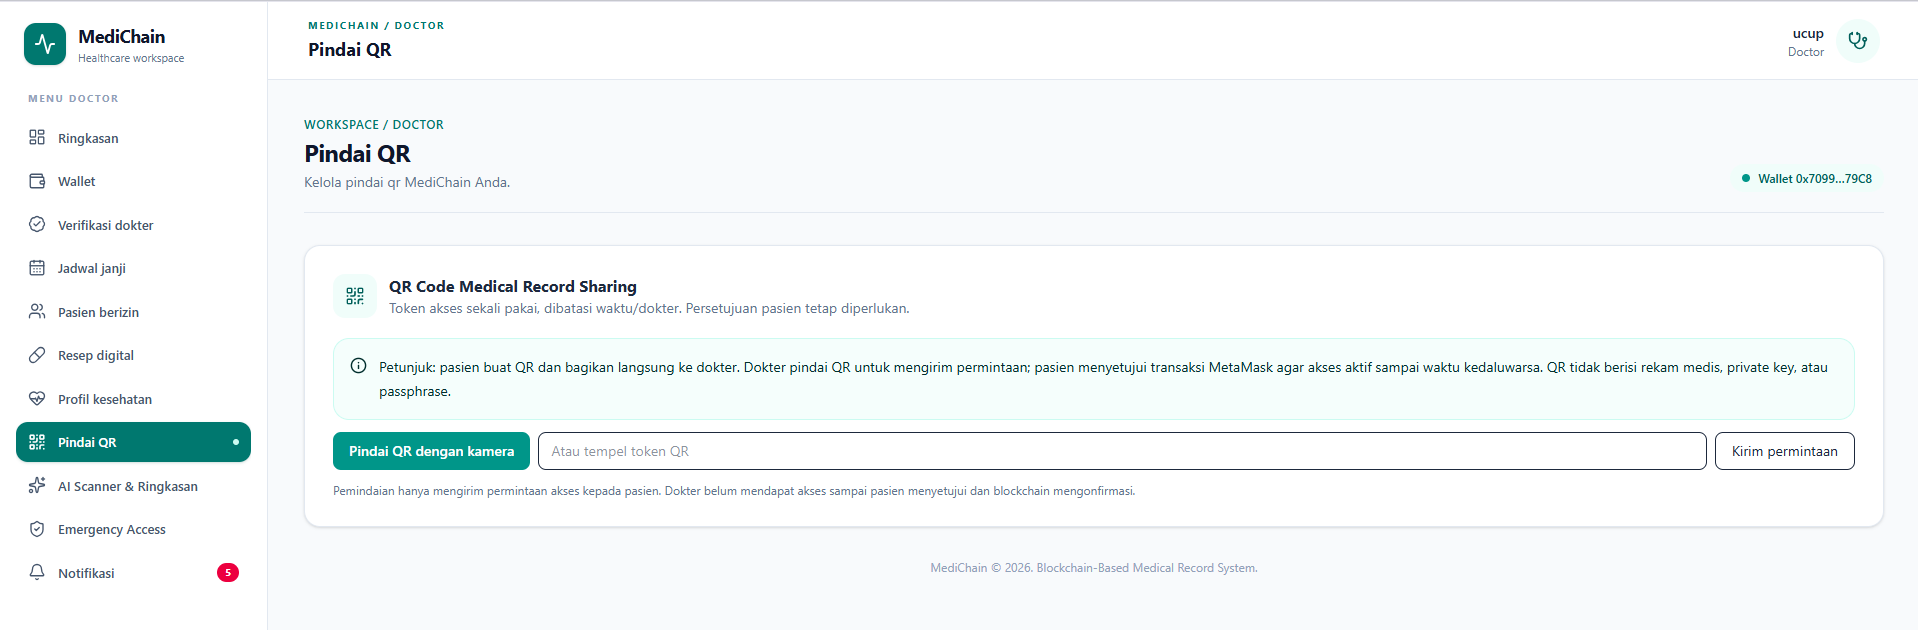 MediChain
Healthcare workspace
MENU DOCTOR
Ringkasan
Wallet
Verifikasi dokter
Jadwal janji
Pasien berizin
Resep digital
Profil kesehatan
Pindai QR
AI Scanner & Ringkasan
Emergency Access
Notifikasi
5
MEDICHAIN / DOCTOR
Pindai QR
ucup
Doctor
WORKSPACE / DOCTOR
Pindai QR
Kelola pindai qr MediChain Anda.
Wallet 0x7099...79C8
QR Code Medical Record Sharing
Token akses sekali pakai, dibatasi waktu/dokter. Persetujuan pasien tetap diperlukan.
Petunjuk: pasien buat QR dan bagikan langsung ke dokter. Dokter pindai QR untuk mengirim permintaan; pasien menyetujui transaksi MetaMask agar akses aktif sampai waktu kedaluwarsa. QR tidak berisi rekam medis, private key, atau
passphrase.
Pindai QR dengan kamera
Atau tempel token QR
Kirim permintaan
Pemindaian hanya mengirim permintaan akses kepada pasien. Dokter belum mendapat akses sampai pasien menyetujui dan blockchain mengonfirmasi.
MediChain © 2026. Blockchain-Based Medical Record System.